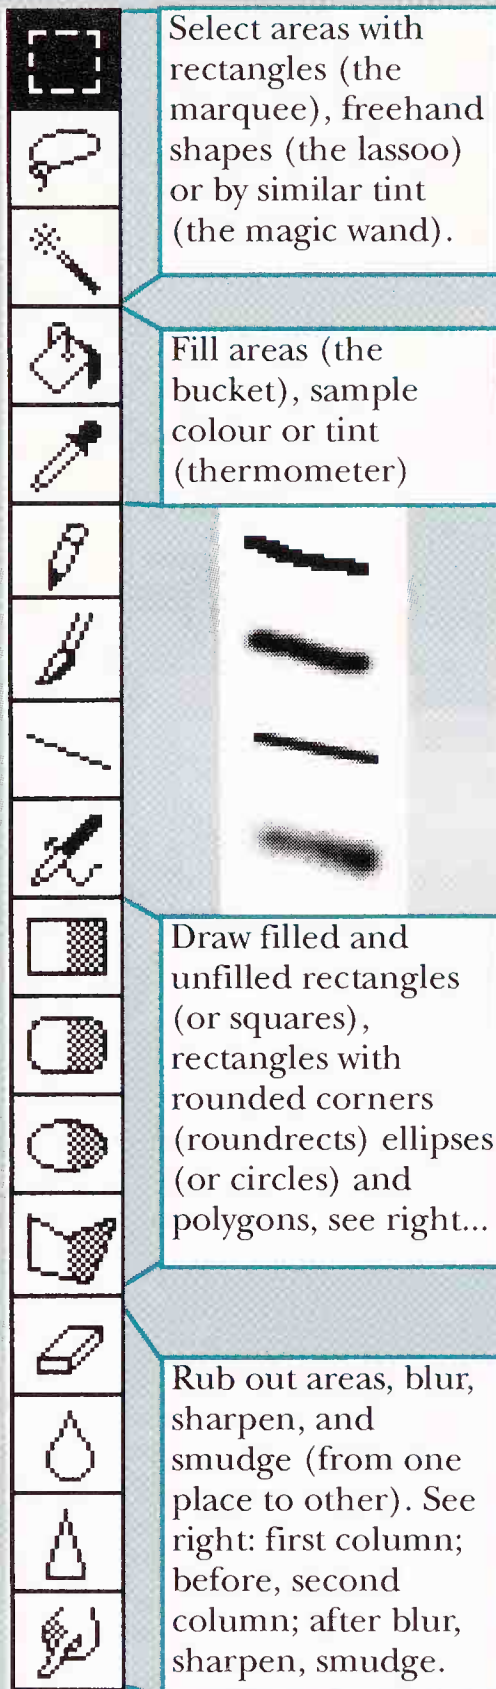 Select areas with
rectangles (the
marquee), freehand
shapes (the lassoo)
or by similar tint
(the magic wand).
Fill areas (the
bucket), sample
colour or tint
(thermometer)
Draw filled and
unfilled rectangles
(or squares),
rectangles with
rounded corners
(roundrects) ellipses
(or circles) and
polygons, see right...
Rub out areas, blur,
sharpen, and
smudge (from one
place to other). See
right: first column;
before, second
column; after blur,
sharpen, smudge.